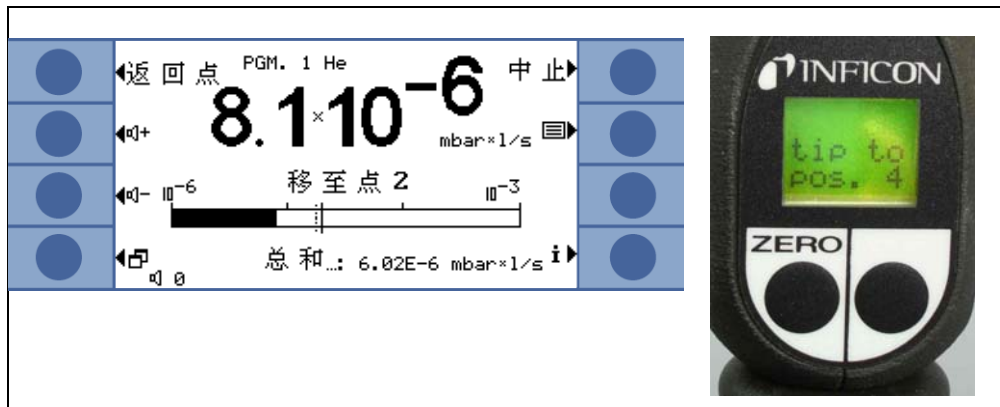 返回点 PGM. 1 He 中止
8.1×10⁻⁶
+
mbar×l/s
移至点 2
- 10⁻⁶ 10⁻³
总和…: 6.02E-6 mbar×l/s i
0
INFICON
tip to
pos. 4
ZERO